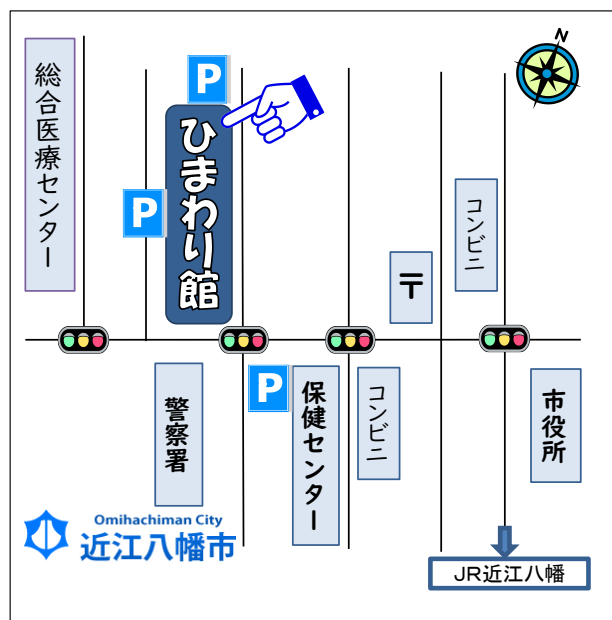 N
P
総合医療センター
ひまわり館
P
コンビニ
〒
P
警察署
保健センター
コンビニ
市役所
Omihachiman City
近江八幡市
JR近江八幡